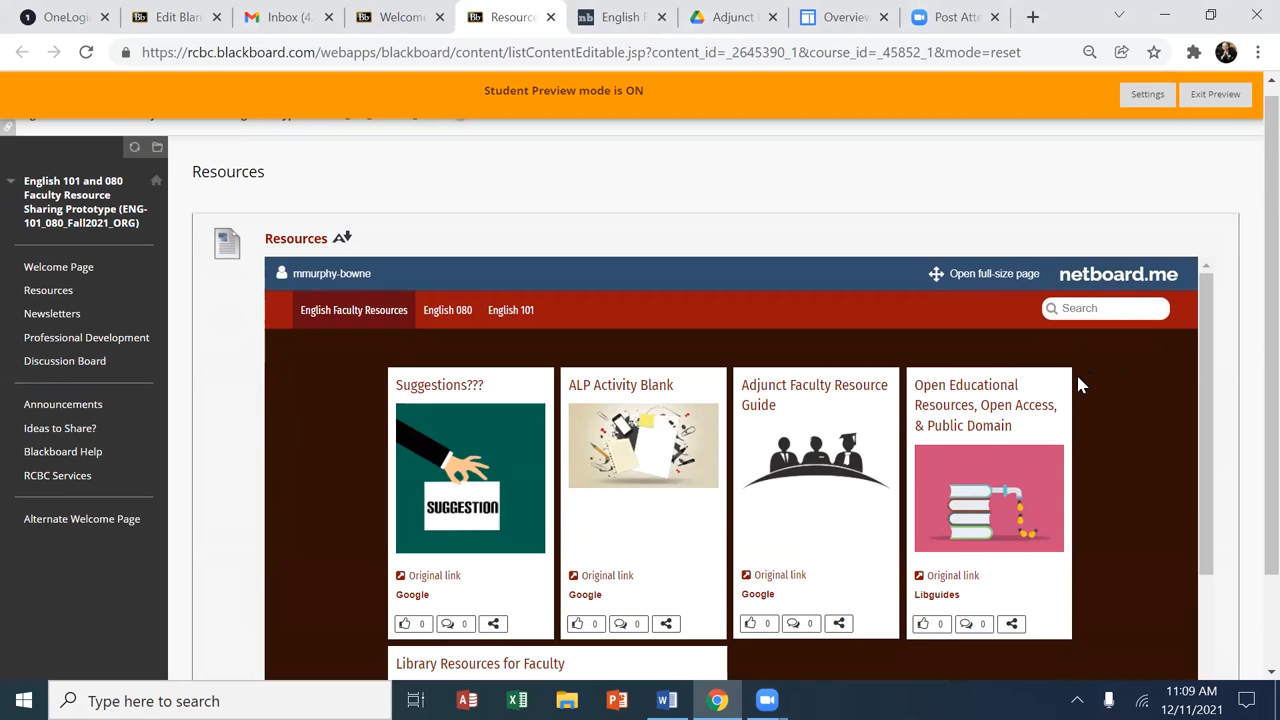 OneLogi
Edit Blan
Inbox (4,
Welcome
Resourc
English F
Adjunct
Overview
Post Atte
https://rcbc.blackboard.com/webapps/blackboard/content/listContentEditable.jsp?content_id=_2645390_1&course_id=_45852_1&mode=reset
Student Preview mode is ON
Settings
Exit Preview
English 101 and 080
Faculty Resource
Sharing Prototype (ENG-
101_080_Fall2021_ORG)
Welcome Page
Resources
Newsletters
Professional Development
Discussion Board
Announcements
Ideas to Share?
Blackboard Help
RCBC Services
Alternate Welcome Page
Resources
Resources
mmurphy-bowne
Open full-size page
netboard.me
English Faculty Resources
English 080
English 101
Search
Suggestions???
SUGGESTION
Original link
Google
0
0
ALP Activity Blank
Original link
Google
0
0
Adjunct Faculty Resource
Guide
Original link
Google
0
0
Open Educational
Resources, Open Access,
& Public Domain
Original link
Libguides
0
0
Library Resources for Faculty
Type here to search
11:09 AM
12/11/2021